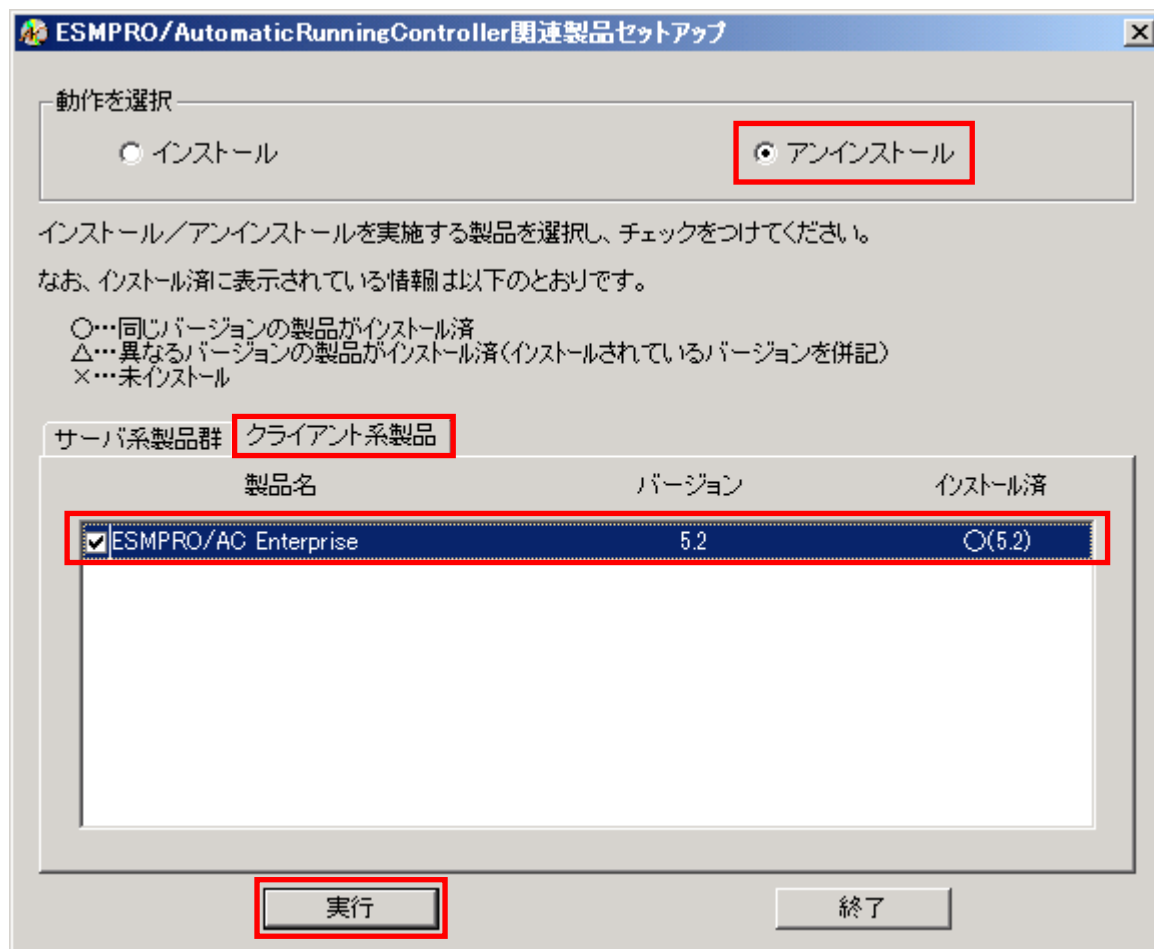 ESMPRO/AutomaticRunningController関連製品セットアップ
動作を選択
インストール アンインストール
インストール／アンインストールを実施する製品を選択し、チェックをつけてください。
なお、インストール済に表示されている情報は以下のとおりです。
○…同じバージョンの製品がインストール済
△…異なるバージョンの製品がインストール済(インストールされているバージョンを併記)
×…未インストール
サーバ系製品群 クライアント系製品
製品名 バージョン インストール済
ESMPRO/AC Enterprise 5.2 ○(5.2)
実行 終了